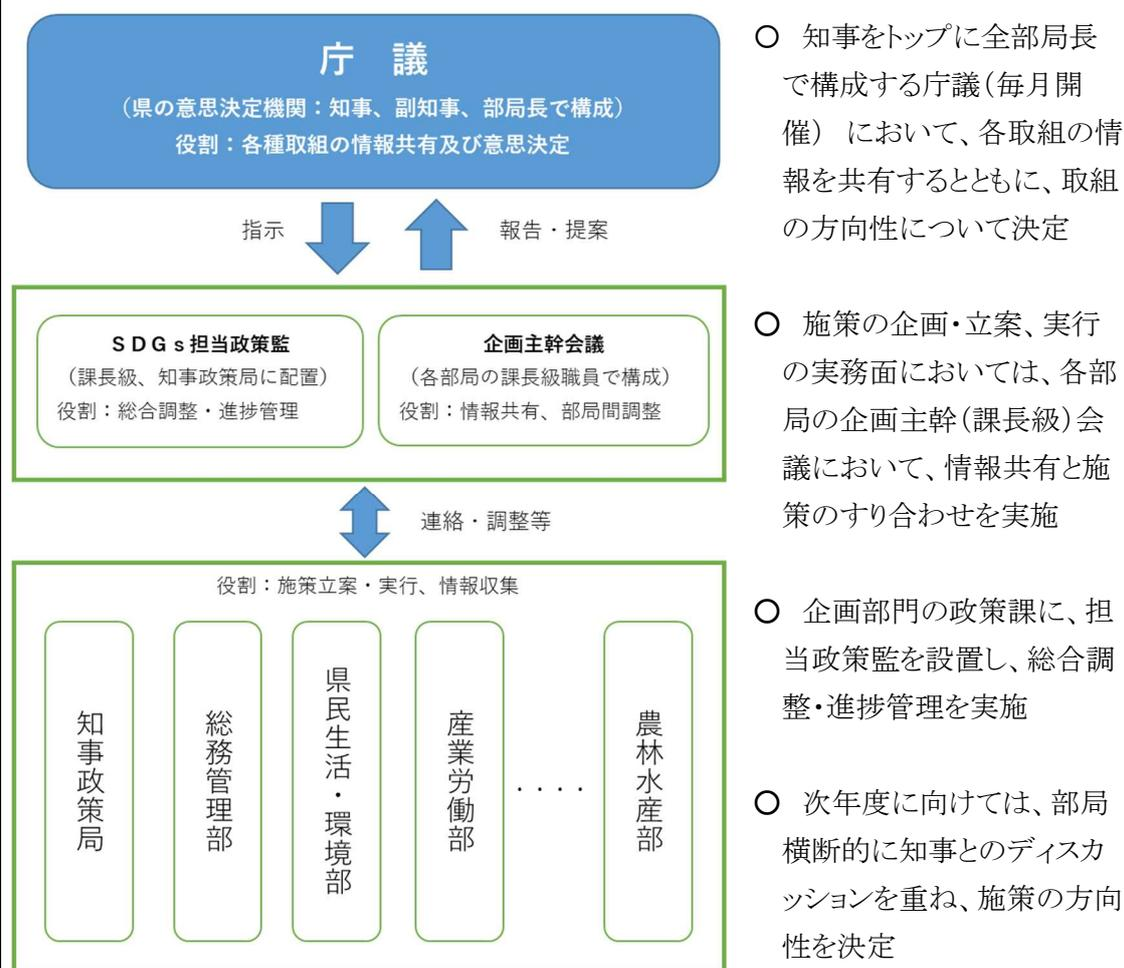 庁　議
（県の意思決定機関：知事、副知事、部局長で構成）
役割：各種取組の情報共有及び意思決定
指示
報告・提案
ＳＤＧｓ担当政策監
（課長級、知事政策局に配置）
役割：総合調整・進捗管理
企画主幹会議
（各部局の課長級職員で構成）
役割：情報共有、部局間調整
連絡・調整等
役割：施策立案・実行、情報収集
知事政策局
総務管理部
県民生活・環境部
産業労働部
・・・・
農林水産部
○　知事をトップに全部局長
で構成する庁議（毎月開
催） において、各取組の情
報を共有するとともに、取組
の方向性について決定
○　施策の企画・立案、実行
の実務面においては、各部
局の企画主幹（課長級）会
議において、情報共有と施
策のすり合わせを実施
○　企画部門の政策課に、担
当政策監を設置し、総合調
整・進捗管理を実施
○　次年度に向けては、部局
横断的に知事とのディスカ
ッションを重ね、施策の方向
性を決定